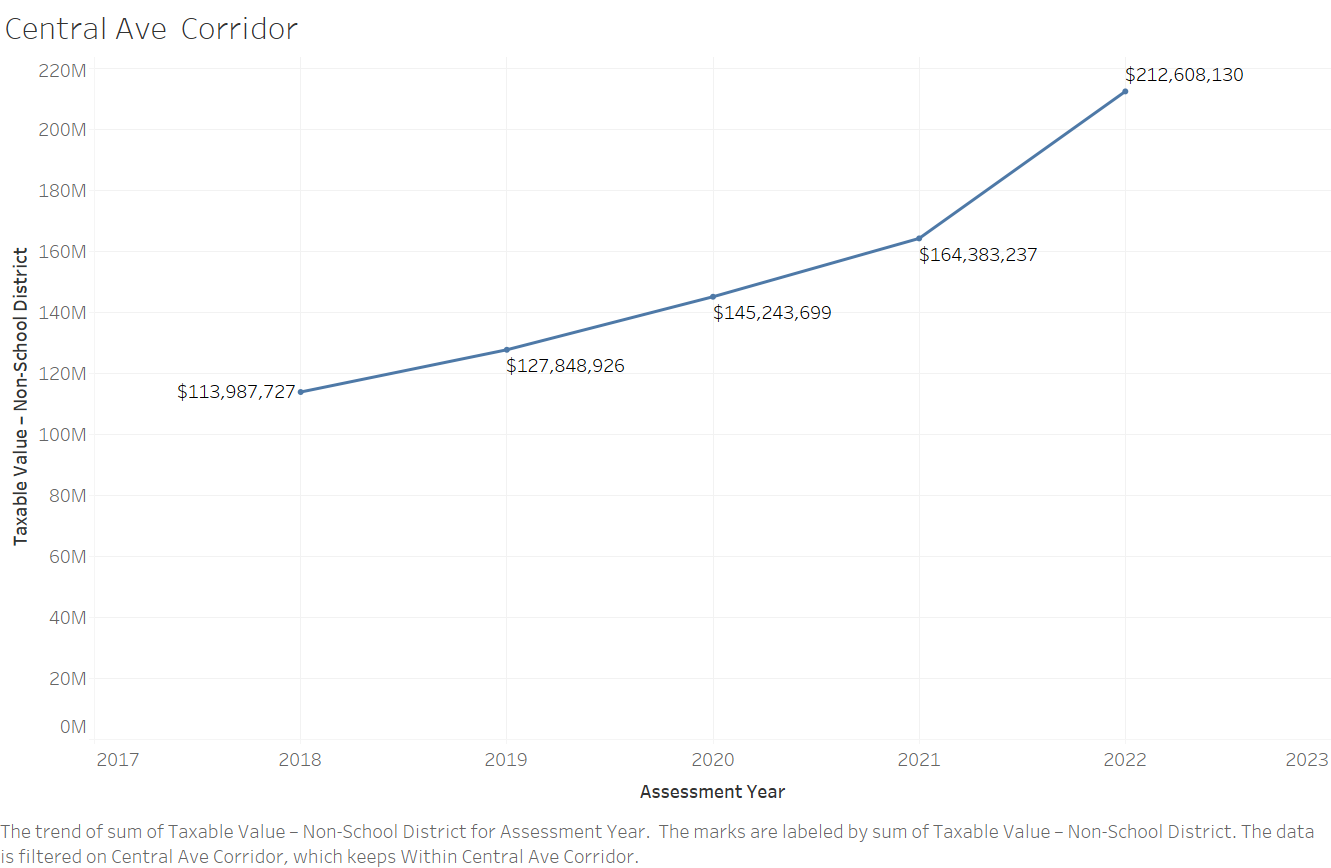 Central Ave  Corridor
220M
200M
180M
160M
140M
120M
100M
80M
60M
40M
20M
0M
Taxable Value – Non-School District
$212,608,130
$164,383,237
$145,243,699
$127,848,926
$113,987,727
2017 2018 2019 2020 2021 2022 2023
Assessment Year
The trend of sum of Taxable Value – Non-School District for Assessment Year.  The marks are labeled by sum of Taxable Value – Non-School District. The data
is filtered on Central Ave Corridor, which keeps Within Central Ave Corridor.